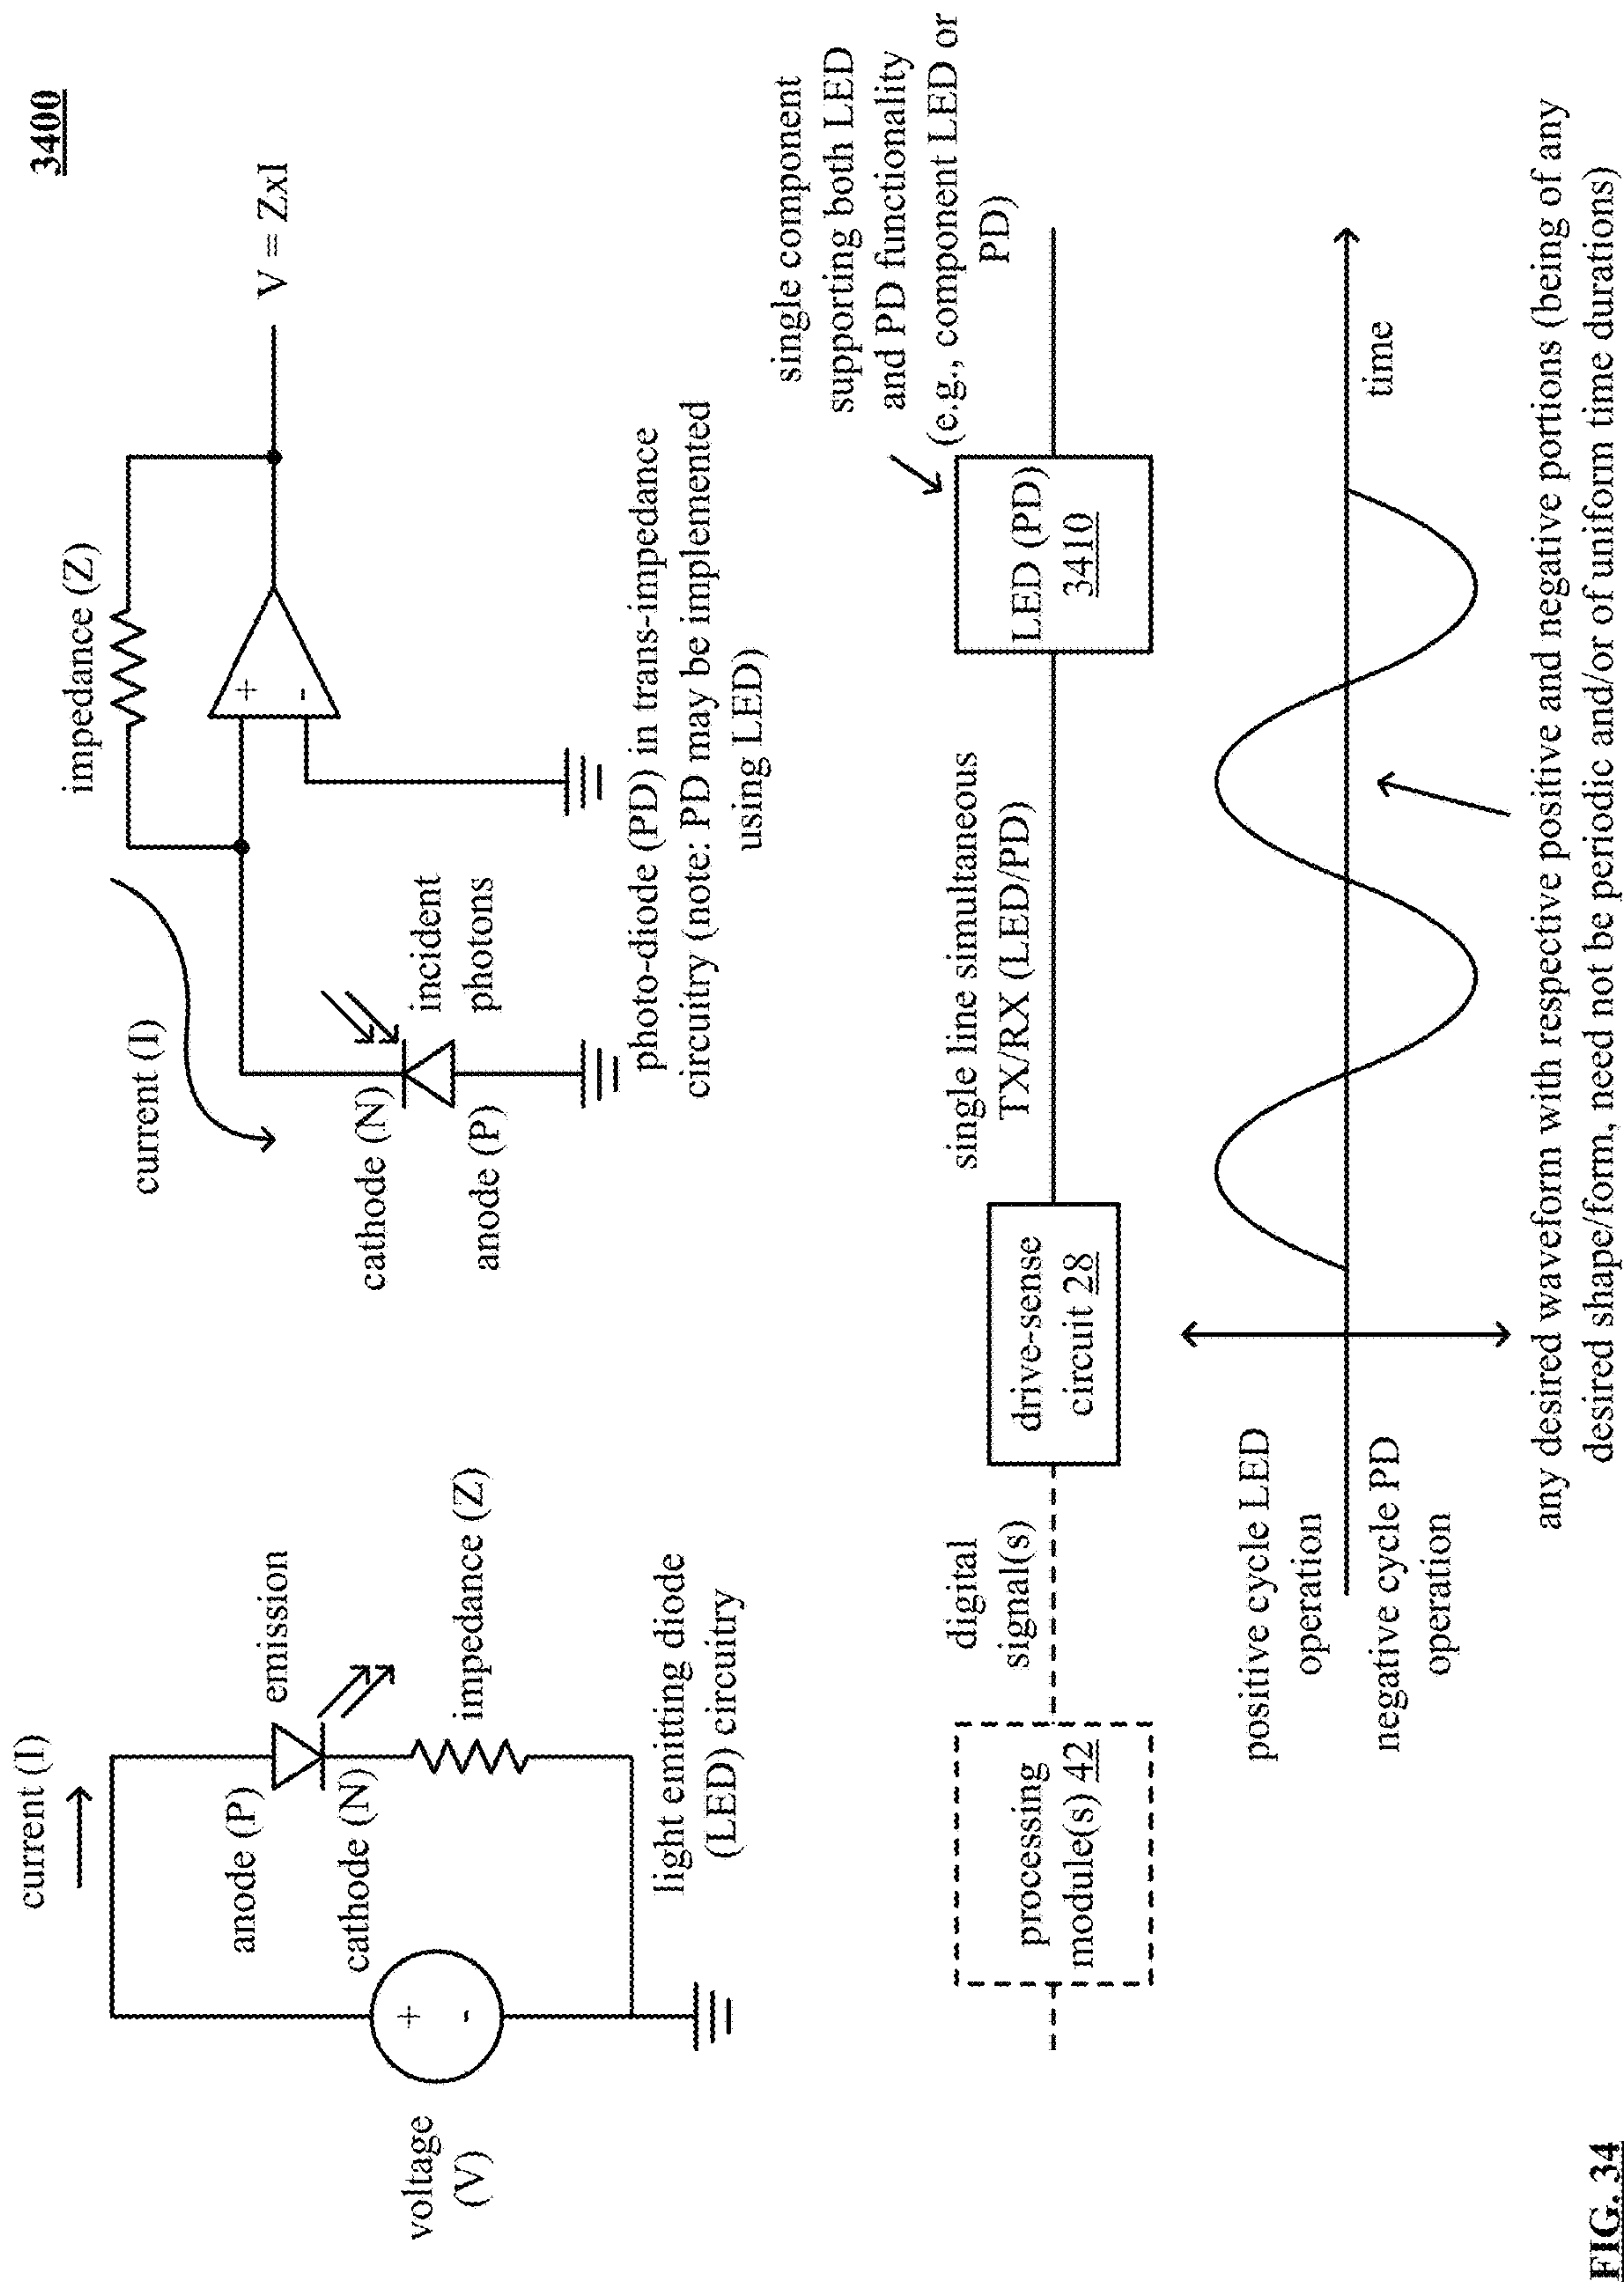 3400
current (I)
voltage
(V)
+
-
anode (P)
cathode (N)
emission
impedance (Z)
light emitting diode
(LED) circuitry
current (I)
impedance (Z)
cathode (N)
anode (P)
incident
photons
+
-
V = ZxI
photo-diode (PD) in trans-impedance
circuitry (note: PD may be implemented
using LED)
processing
module(s) 42
digital
signal(s)
drive-sense
circuit 28
single line simultaneous
TX/RX (LED/PD)
LED (PD)
3410
single component
supporting both LED
and PD functionality
(e.g., component LED or
PD)
positive cycle LED
operation
negative cycle PD
operation
time
any desired waveform with respective positive and negative portions (being of any
desired shape/form, need not be periodic and/or of uniform time durations)
FIG. 34